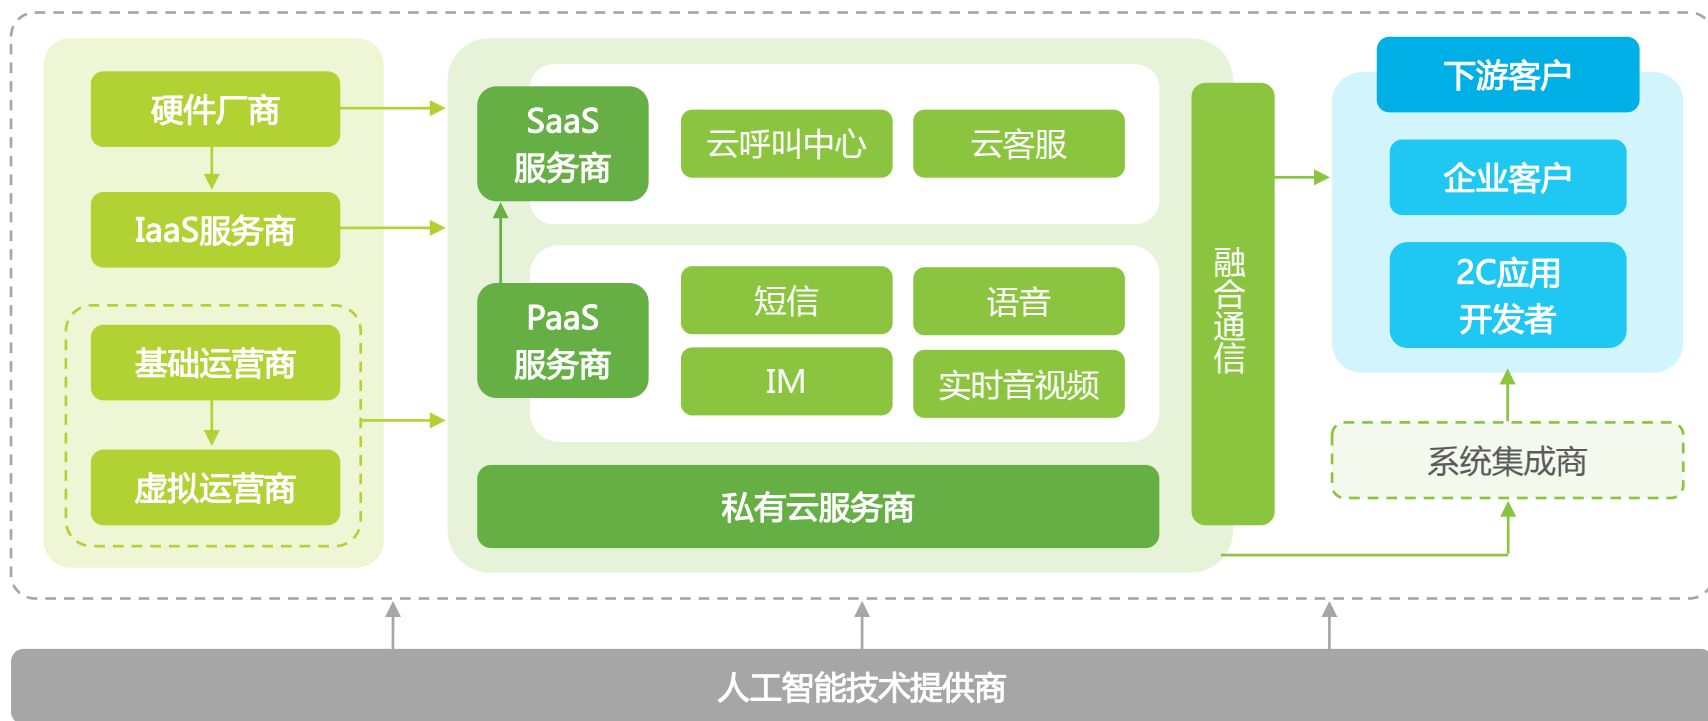 硬件厂商
IaaS服务商
基础运营商
虚拟运营商
SaaS
服务商
云呼叫中心
云客服
PaaS
服务商
短信
语音
IM
实时音视频
私有云服务商
融合通信
下游客户
企业客户
2C应用
开发者
系统集成商
人工智能技术提供商